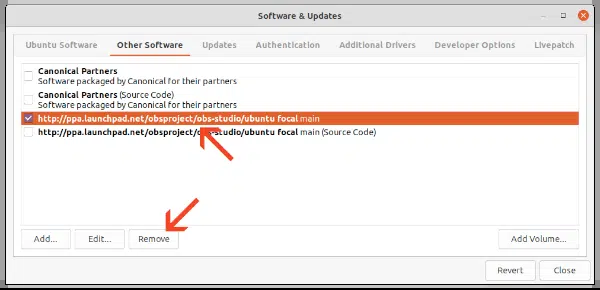 Software & Updates
Ubuntu Software Other Software Updates Authentication Additional Drivers Developer Options Livepatch
Canonical Partners
Software packaged by Canonical for their partners
Canonical Partners (Source Code)
Software packaged by Canonical for their partners
http://ppa.launchpad.net/obsproject/obs-studio/ubuntu focal main
http://ppa.launchpad.net/obsproject/obs-studio/ubuntu focal main (Source Code)
Add... Edit... Remove Add Volume...
Revert Close